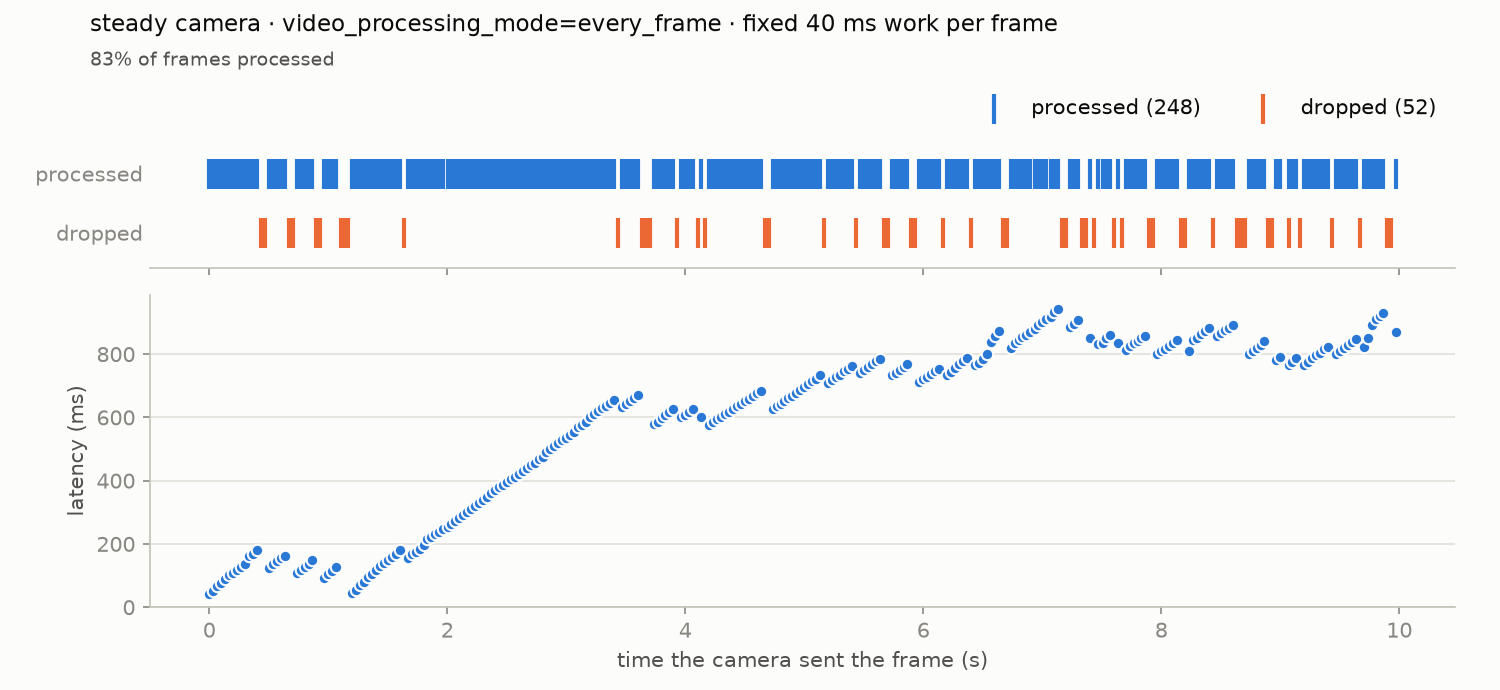 steady camera · video_processing_mode=every_frame · fixed 40 ms work per frame
83% of frames processed
processed (248)
dropped (52)
processed
dropped
800
600
400
200
0
latency (ms)
0 2 4 6 8 10
time the camera sent the frame (s)